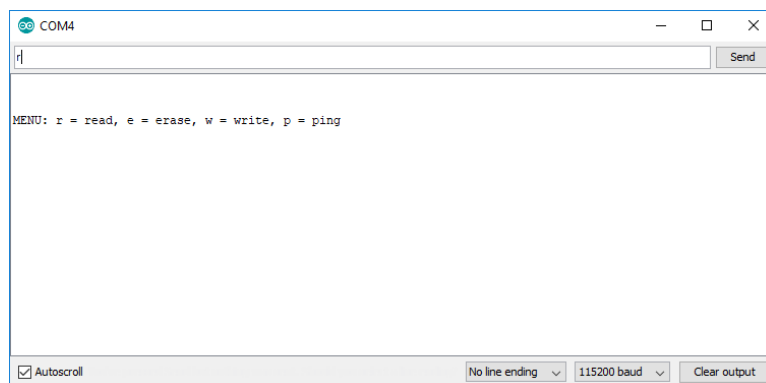 COM4
r
Send
MENU: r = read, e = erase, w = write, p = ping
Autoscroll
No line ending
115200 baud
Clear output